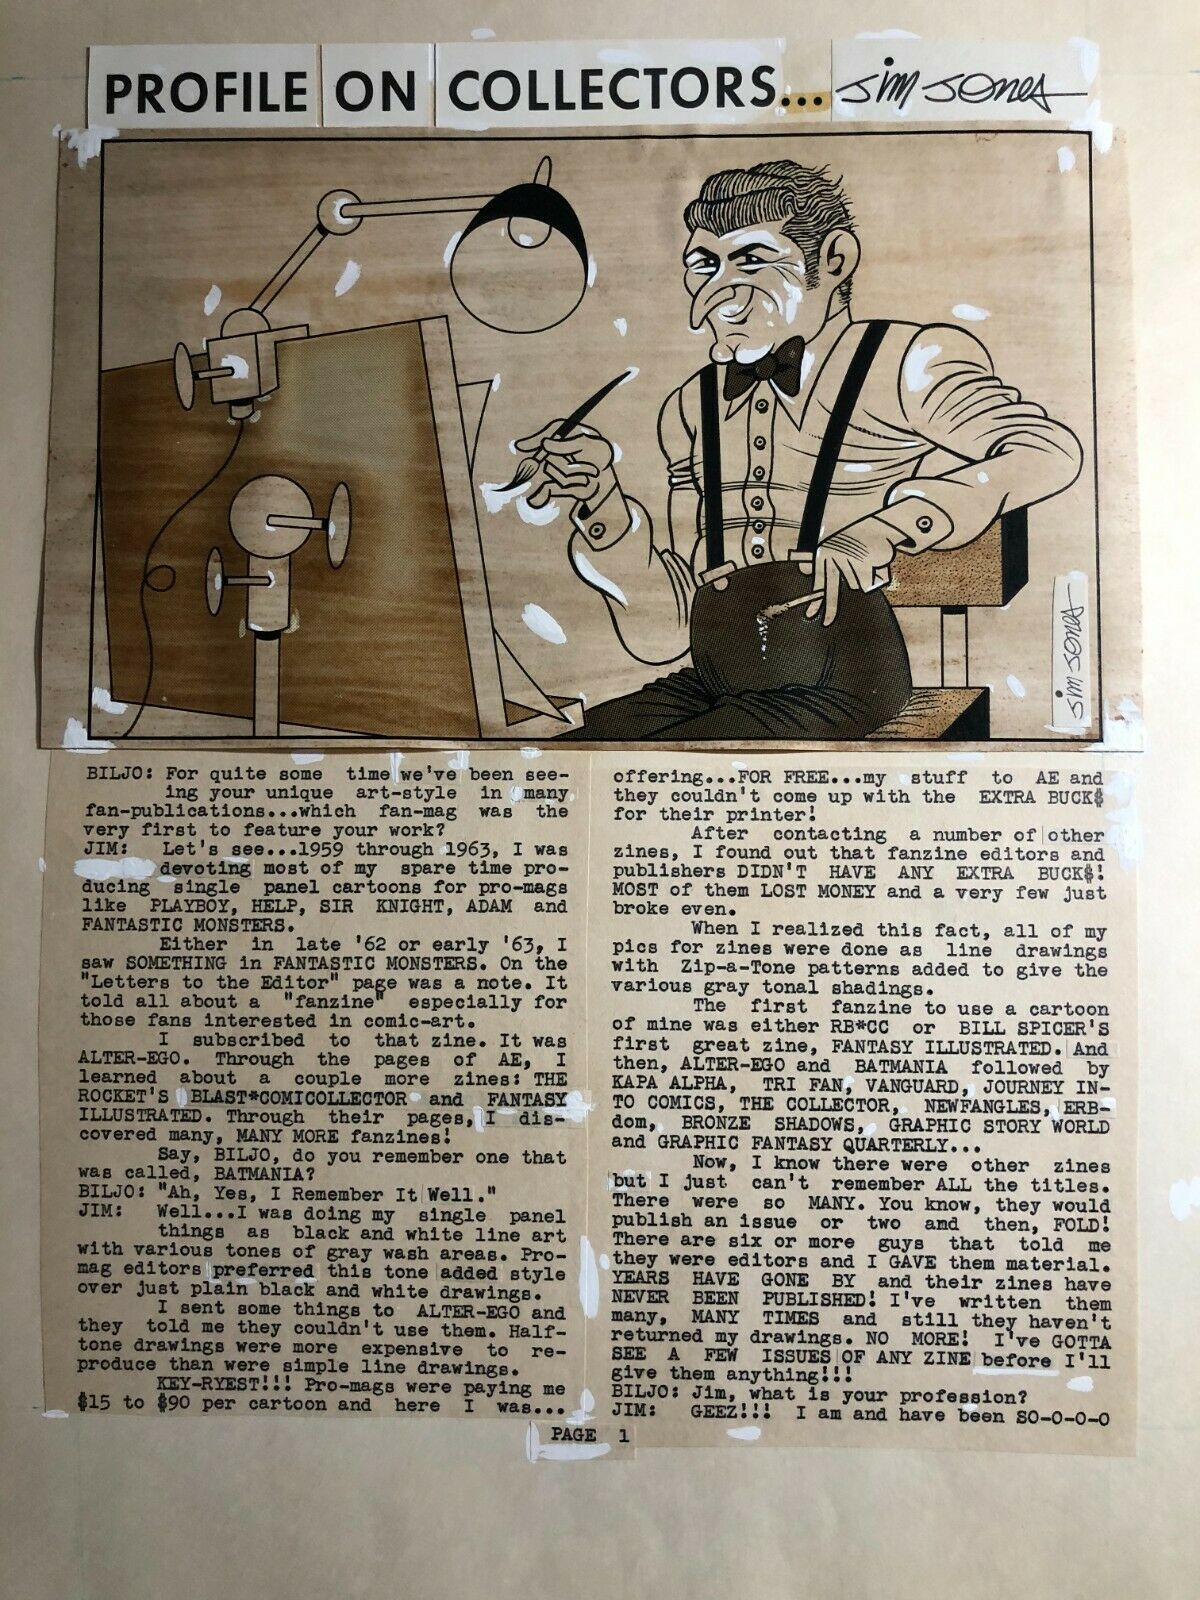 PROFILE ON COLLECTORS... Jim Jones
Jim Jones
BILJO: For quite some time we've been see-
ing your unique art-style in many
fan-publications...which fan-mag was the
very first to feature your work?
JIM: Let's see...1959 through 1963, I was
devoting most of my spare time pro-
ducing single panel cartoons for pro-mags
like PLAYBOY, HELP, SIR KNIGHT, ADAM and
FANTASTIC MONSTERS.
Either in late '62 or early '63, I
saw SOMETHING in FANTASTIC MONSTERS. On the
"Letters to the Editor" page was a note. It
told all about a "fanzine" especially for
those fans interested in comic-art.
I subscribed to that zine. It was
ALTER-EGO. Through the pages of AE, I
learned about a couple more zines: THE
ROCKET'S BLAST*COMICOLLECTOR and FANTASY
ILLUSTRATED. Through their pages, I dis-
covered many, MANY MORE fanzines!
Say, BILJO, do you remember one that
was called, BATMANIA?
BILJO: "Ah, Yes, I Remember It Well."
JIM: Well...I was doing my single panel
things as black and white line art
with various tones of gray wash areas. Pro-
mag editors preferred this tone added style
over just plain black and white drawings.
I sent some things to ALTER-EGO and
they told me they couldn't use them. Half-
tone drawings were more expensive to re-
produce than were simple line drawings.
KEY-RYEST!!! Pro-mags were paying me
$15 to $90 per cartoon and here I was...
offering...FOR FREE...my stuff to AE and
they couldn't come up with the EXTRA BUCK$
for their printer!
After contacting a number of other
zines, I found out that fanzine editors and
publishers DIDN'T HAVE ANY EXTRA BUCK$!
MOST of them LOST MONEY and a very few just
broke even.
When I realized this fact, all of my
pics for zines were done as line drawings
with Zip-a-Tone patterns added to give the
various gray tonal shadings.
The first fanzine to use a cartoon
of mine was either RB*CC or BILL SPICER'S
first great zine, FANTASY ILLUSTRATED. And
then, ALTER-EGO and BATMANIA followed by
KAPA ALPHA, TRI FAN, VANGUARD, JOURNEY IN-
TO COMICS, THE COLLECTOR, NEWFANGLES, ERB-
dom, BRONZE SHADOWS, GRAPHIC STORY WORLD
and GRAPHIC FANTASY QUARTERLY...
Now, I know there were other zines
but I just can't remember ALL the titles.
There were so MANY. You know, they would
publish an issue or two and then, FOLD!
There are six or more guys that told me
they were editors and I GAVE them material.
YEARS HAVE GONE BY and their zines have
NEVER BEEN PUBLISHED! I've written them
many, MANY TIMES and still they haven't
returned my drawings. NO MORE! I've GOTTA
SEE A FEW ISSUES OF ANY ZINE before I'll
give them anything!!!
BILJO: Jim, what is your profession?
JIM: GEEZ!!! I am and have been SO-O-O-O
PAGE 1